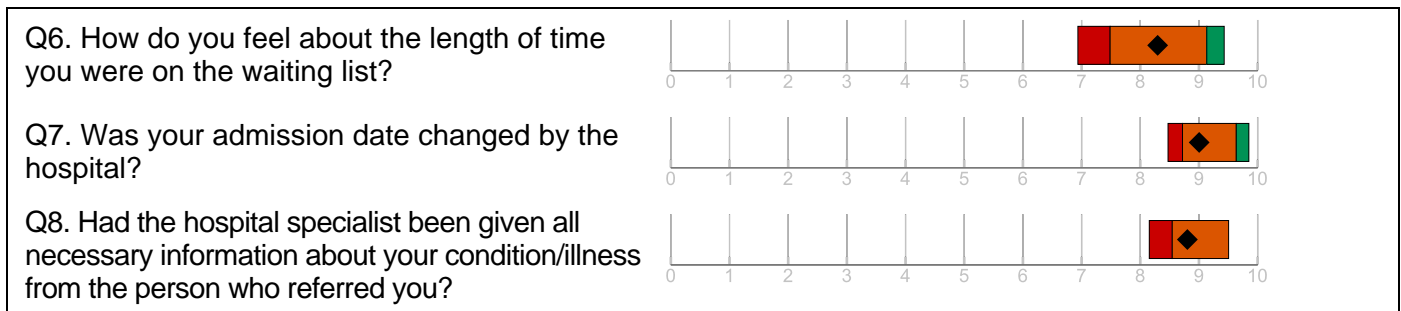 Q6. How do you feel about the length of time
you were on the waiting list?
0 1 2 3 4 5 6 7 8 9 10
Q7. Was your admission date changed by the
hospital?
0 1 2 3 4 5 6 7 8 9 10
Q8. Had the hospital specialist been given all
necessary information about your condition/illness
from the person who referred you?
0 1 2 3 4 5 6 7 8 9 10